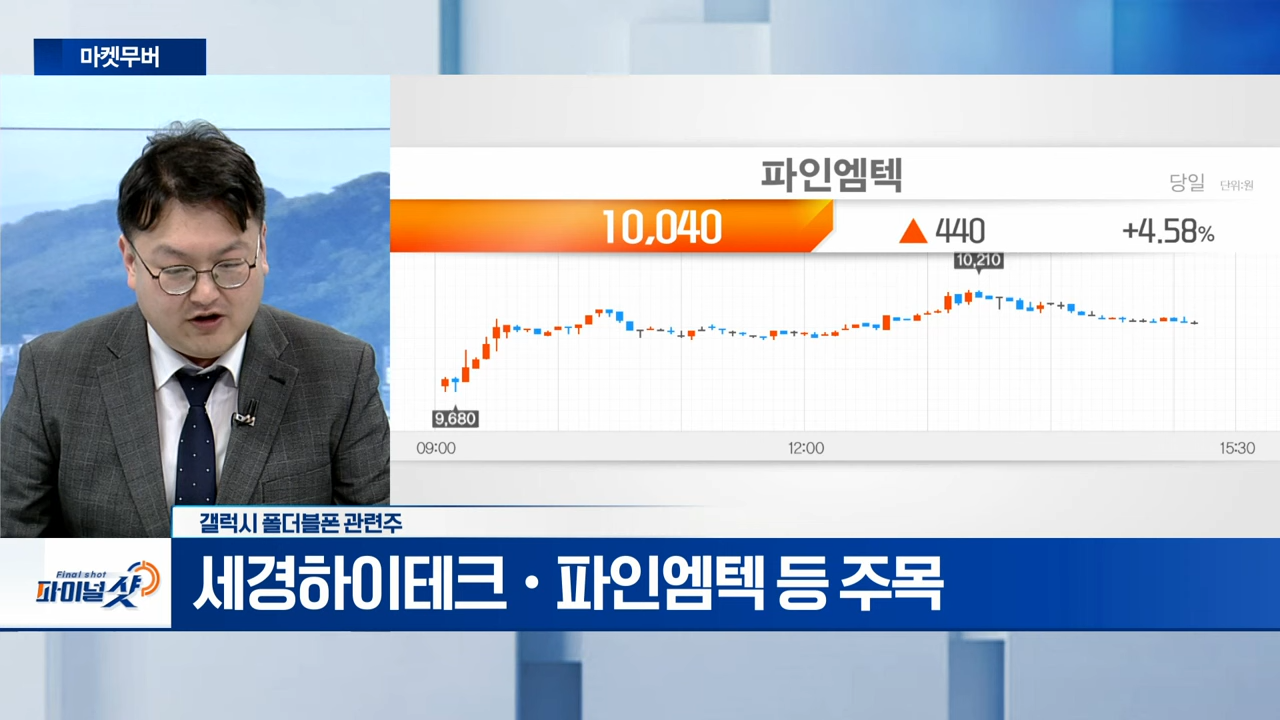 마켓무버
파인엠텍
당일 단위:원
10,040 ▲ 440 +4.58%
10,210
9,680
09:00 12:00 15:30
갤럭시 폴더블폰 관련주
Final shot
파이널샷
세경하이테크 · 파인엠텍 등 주목